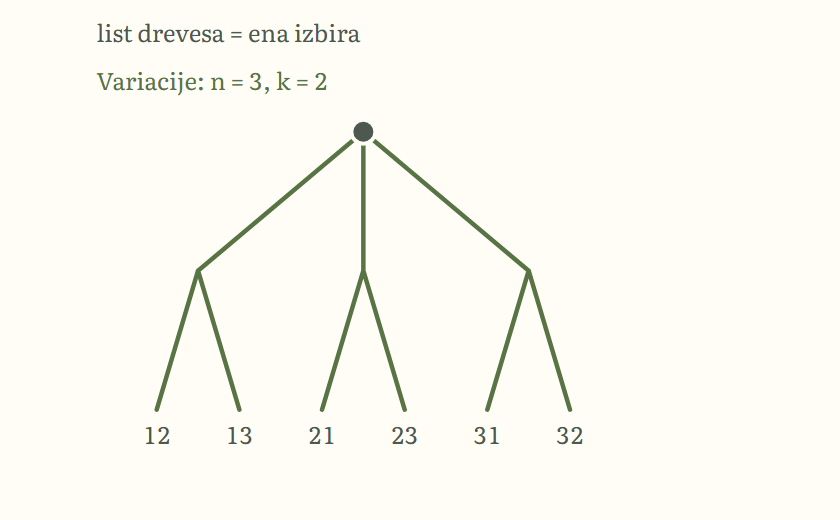 list drevesa = ena izbira
Variacije: n = 3, k = 2
12 13 21 23 31 32